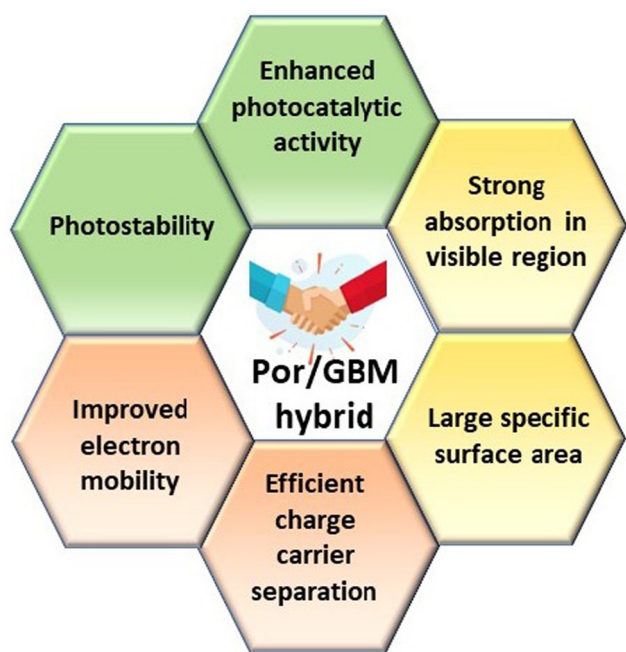 Enhanced
photocatalytic
activity
Strong
absorption in
visible region
Photostability
Por/GBM
hybrid
Improved
electron
mobility
Large specific
surface area
Efficient
charge
carrier
separation